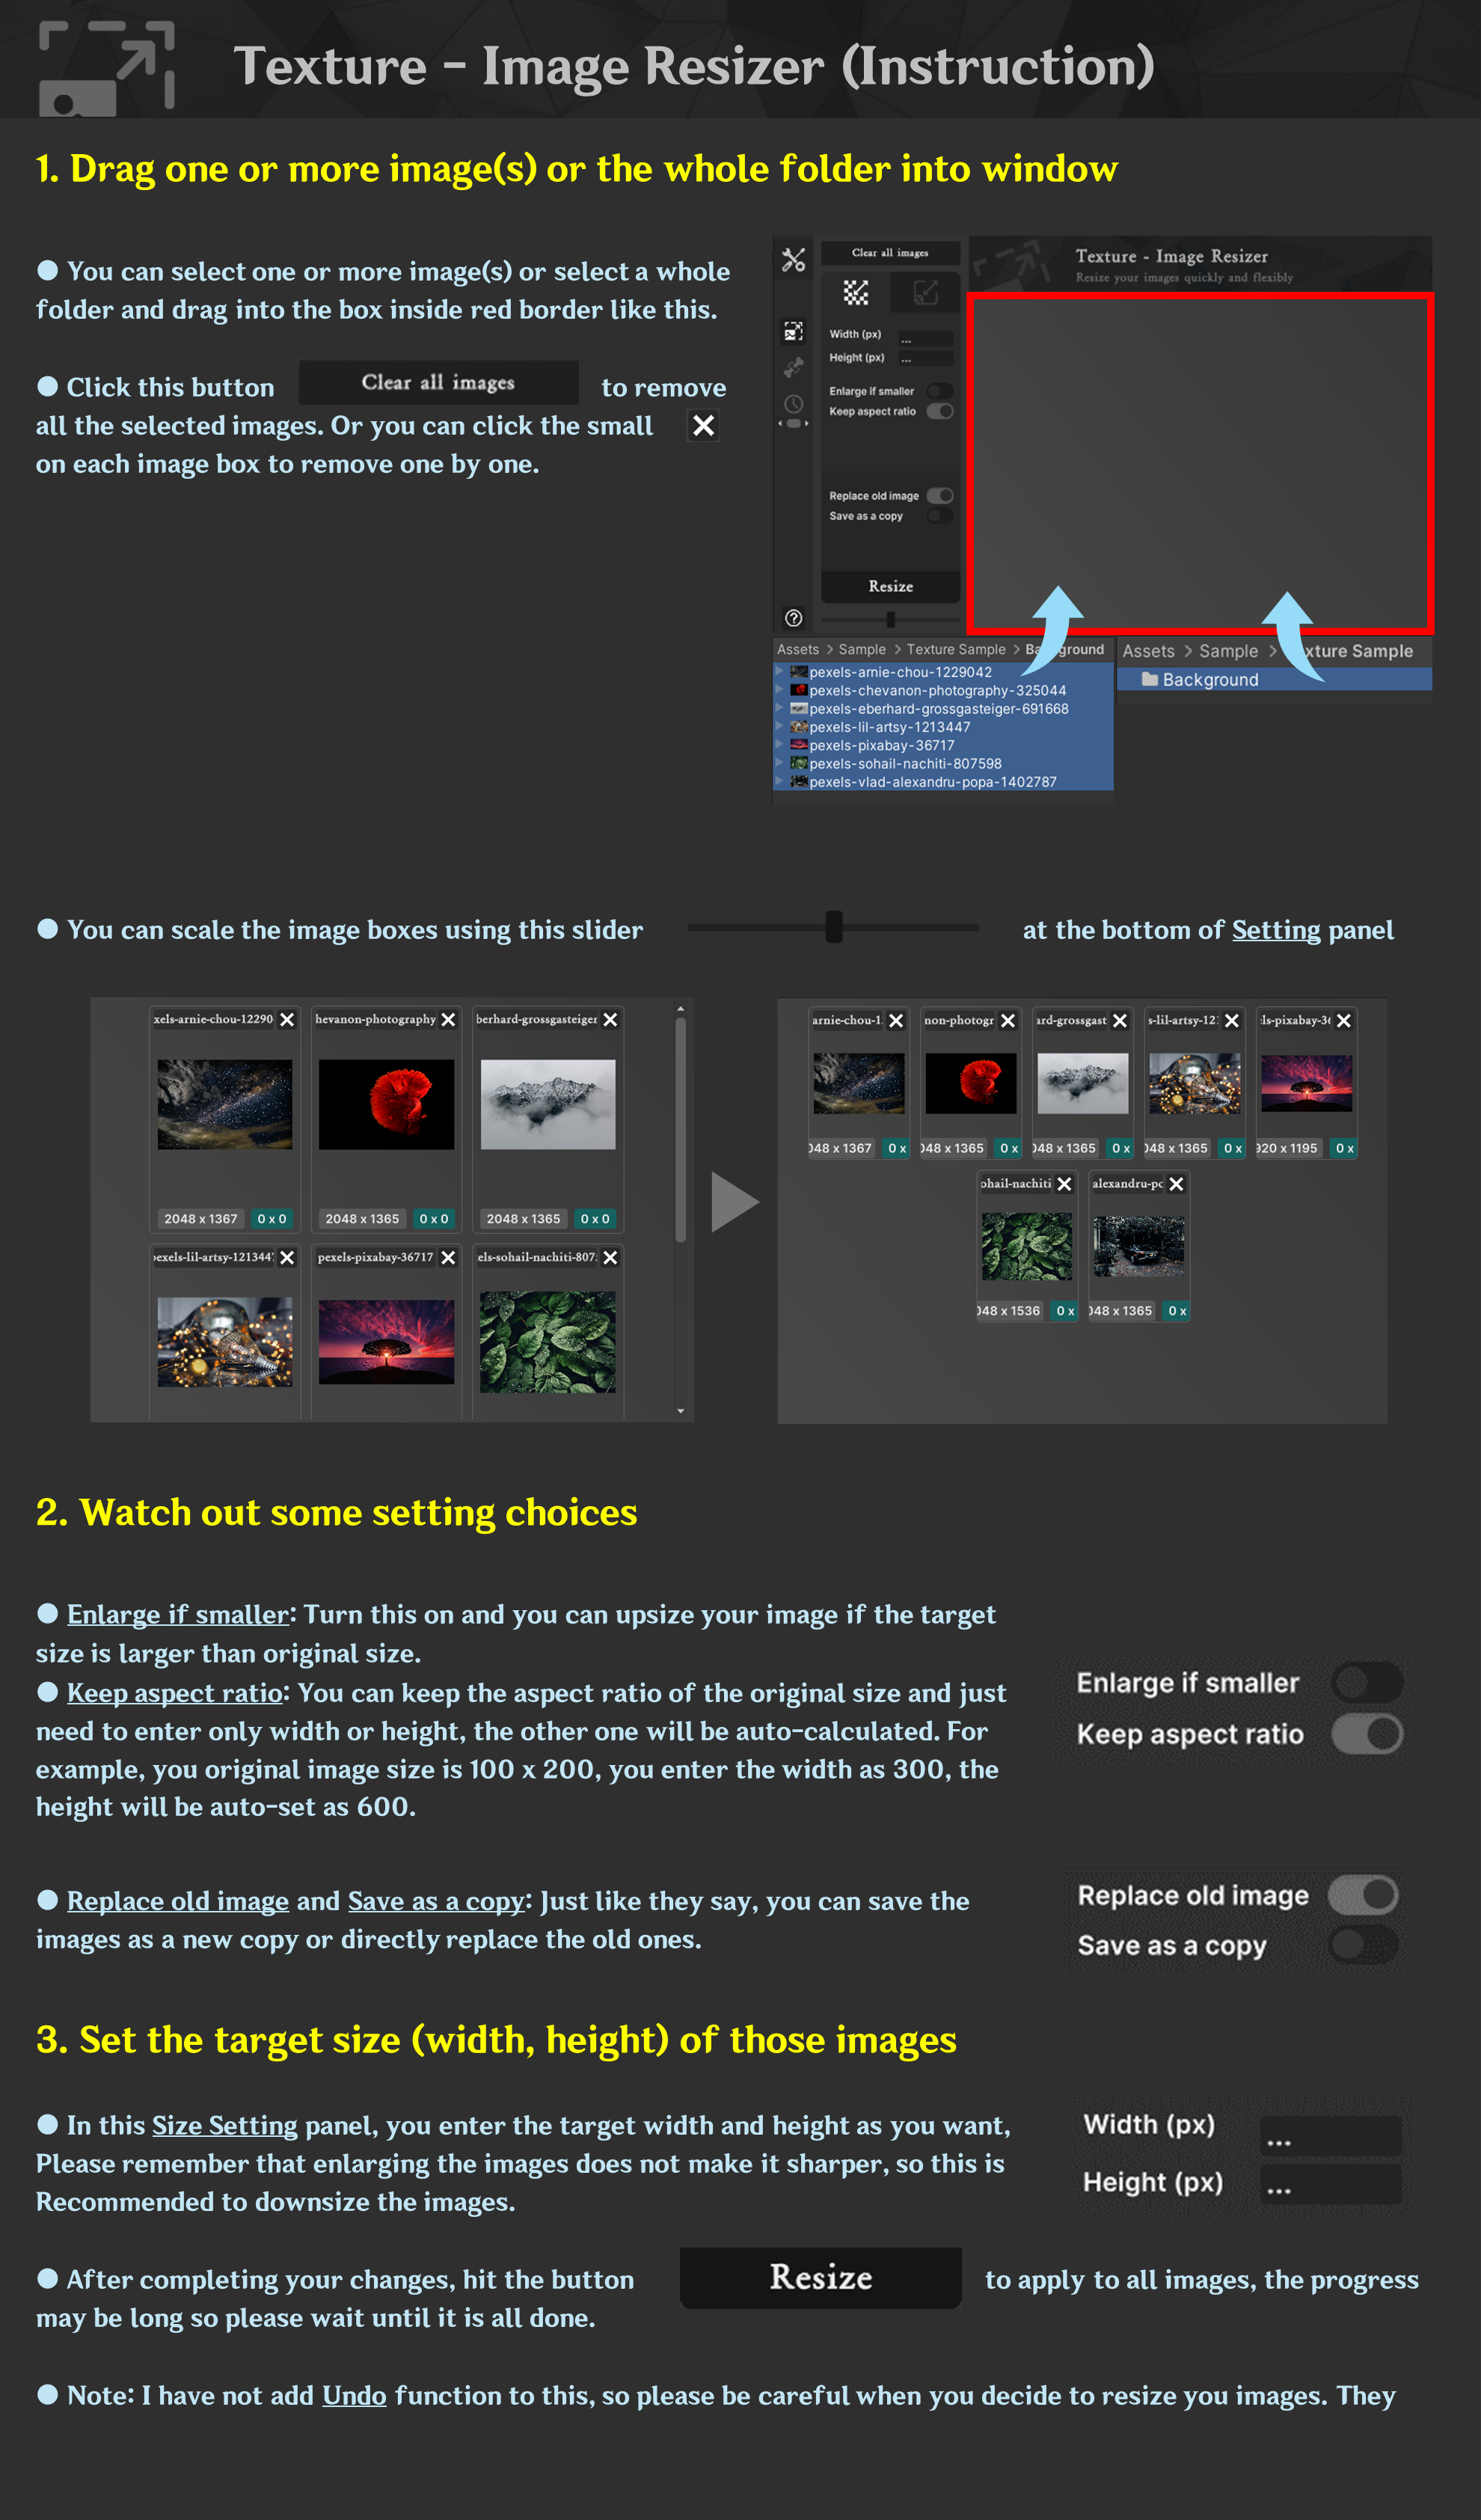 Texture - Image Resizer (Instruction)
1. Drag one or more image(s) or the whole folder into window
● You can select one or more image(s) or select a whole
folder and drag into the box inside red border like this.
● Click this button Clear all images to remove
all the selected images. Or you can click the small
on each image box to remove one by one.
Clear all images
Texture - Image Resizer
Resize your images quickly and flexibly
Width (px) ...
Height (px) ...
Enlarge if smaller
Keep aspect ratio
Replace old image
Save as a copy
Resize
Assets > Sample > Texture Sample > Ba ground
pexels-arnie-chou-1229042
pexels-chevanon-photography-325044
pexels-eberhard-grossgasteiger-691668
pexels-lil-artsy-1213447
pexels-pixabay-36717
pexels-sohail-nachiti-807598
pexels-vlad-alexandru-popa-1402787
Assets > Sample > xture Sample
Background
● You can scale the image boxes using this slider at the bottom of Setting panel
xels-arnie-chou-12290 hevanon-photography berhard-grossgasteiger
2048 x 1367 0 x 0 2048 x 1365 0 x 0 2048 x 1365 0 x 0
pexels-lil-artsy-121344 pexels-pixabay-36717 els-sohail-nachiti-807
arnie-chou-1 non-photogr ard-grossgast s-lil-artsy-12 ls-pixabay-3
048 x 1367 0 x 048 x 1365 0 x 048 x 1365 0 x 048 x 1365 0 x 920 x 1195 0 x
ohail-nachiti alexandru-po
048 x 1536 0 x 048 x 1365 0 x
2. Watch out some setting choices
● Enlarge if smaller: Turn this on and you can upsize your image if the target
size is larger than original size.
● Keep aspect ratio: You can keep the aspect ratio of the original size and just
need to enter only width or height, the other one will be auto-calculated. For
example, you original image size is 100 x 200, you enter the width as 300, the
height will be auto-set as 600.
Enlarge if smaller
Keep aspect ratio
● Replace old image and Save as a copy: Just like they say, you can save the
images as a new copy or directly replace the old ones.
Replace old image
Save as a copy
3. Set the target size (width, height) of those images
● In this Size Setting panel, you enter the target width and height as you want,
Please remember that enlarging the images does not make it sharper, so this is
Recommended to downsize the images.
Width (px) ...
Height (px) ...
● After completing your changes, hit the button Resize to apply to all images, the progress
may be long so please wait until it is all done.
● Note: I have not add Undo function to this, so please be careful when you decide to resize you images. They